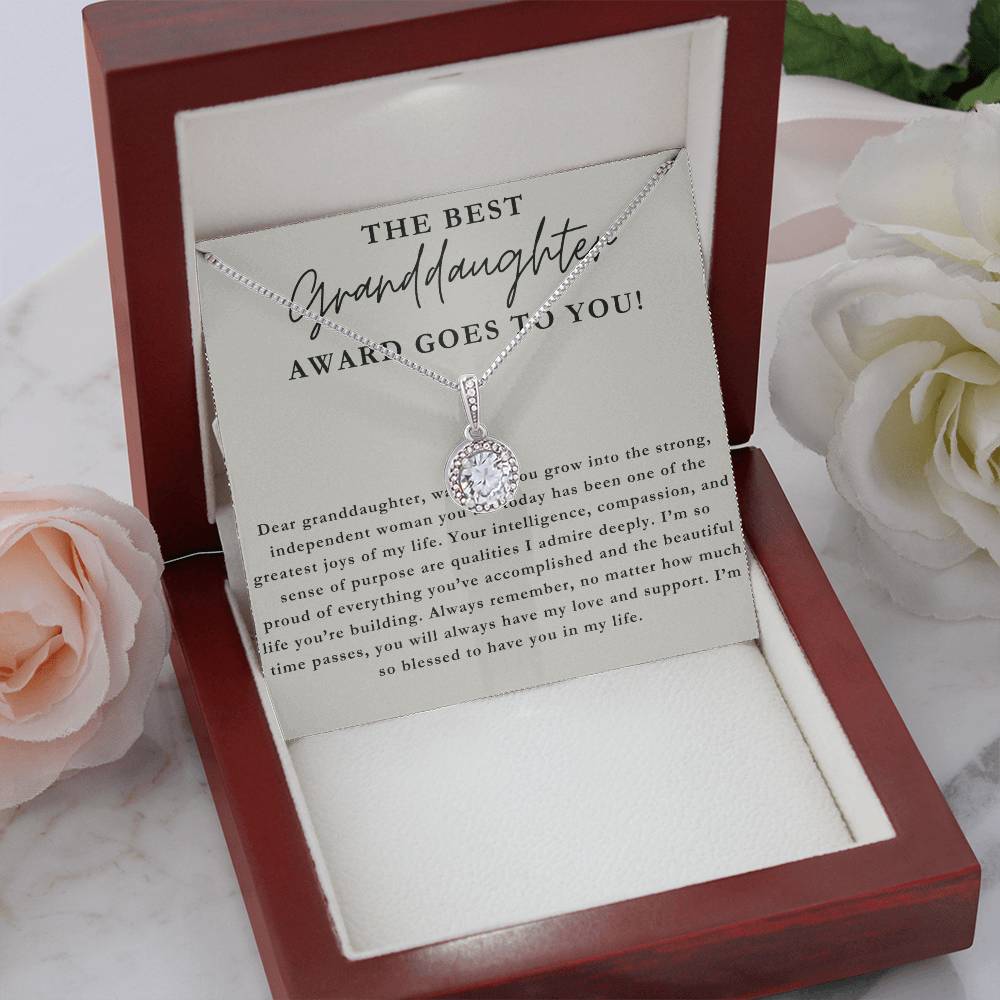 THE BEST
Granddaughter
AWARD GOES TO YOU!
Dear granddaughter, you grow into the strong,
independent woman you today has been one of the
greatest joys of my life. Your intelligence, compassion, and
sense of purpose are qualities I admire deeply. I'm so
proud of everything you've accomplished and the beautiful
life you're building. Always remember, no matter how much
time passes, you will always have my love and support. I'm
so blessed to have you in my life.